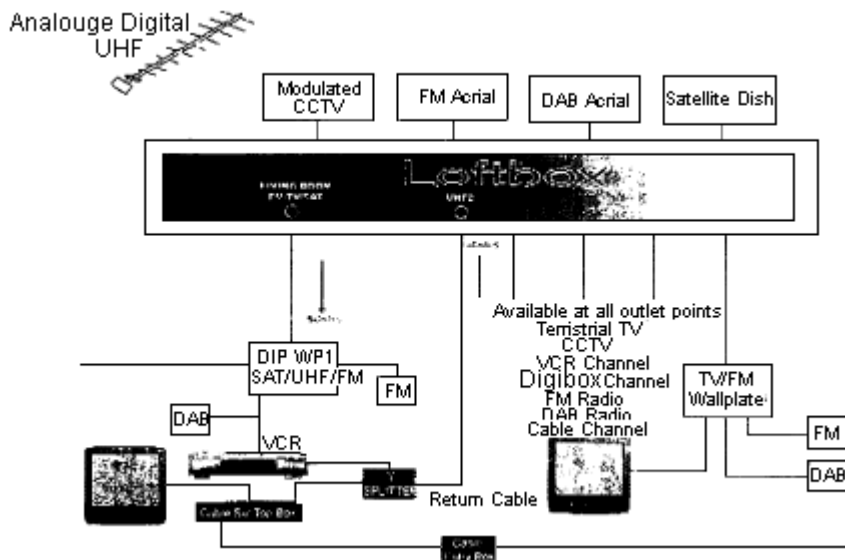 Analouge Digital
UHF
Modulated
CCTV
FM Acrial
DAB Acrial
Satellite Dish
Loftbox
LIVING ROOM
UHF2
Available at all outlet points
Terristrial TV
CCTV
VCR Channel
Digibox Channel
FM Radio
DAB Radio
Cable Channel
DIP WP1
SAT/UHF/FM
FM
TV/FM
Wallplate
DAB
VCR
FM
Y
SPLITTER
DAB
Return Cable
Cable Set Top Box